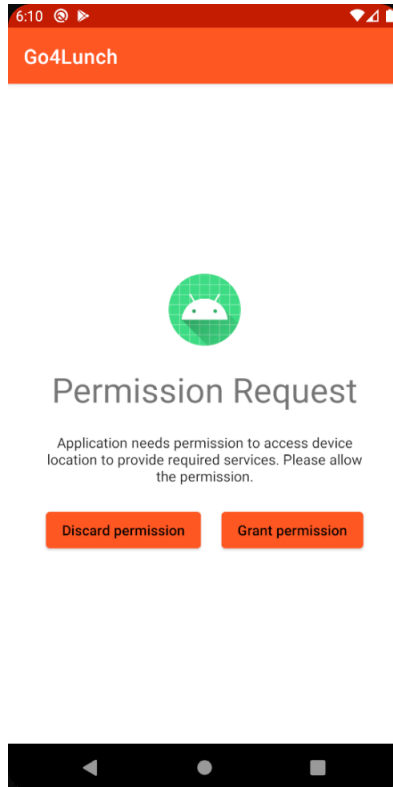 6:10
Go4Lunch
Permission Request
Application needs permission to access device
location to provide required services. Please allow
the permission.
Discard permission
Grant permission